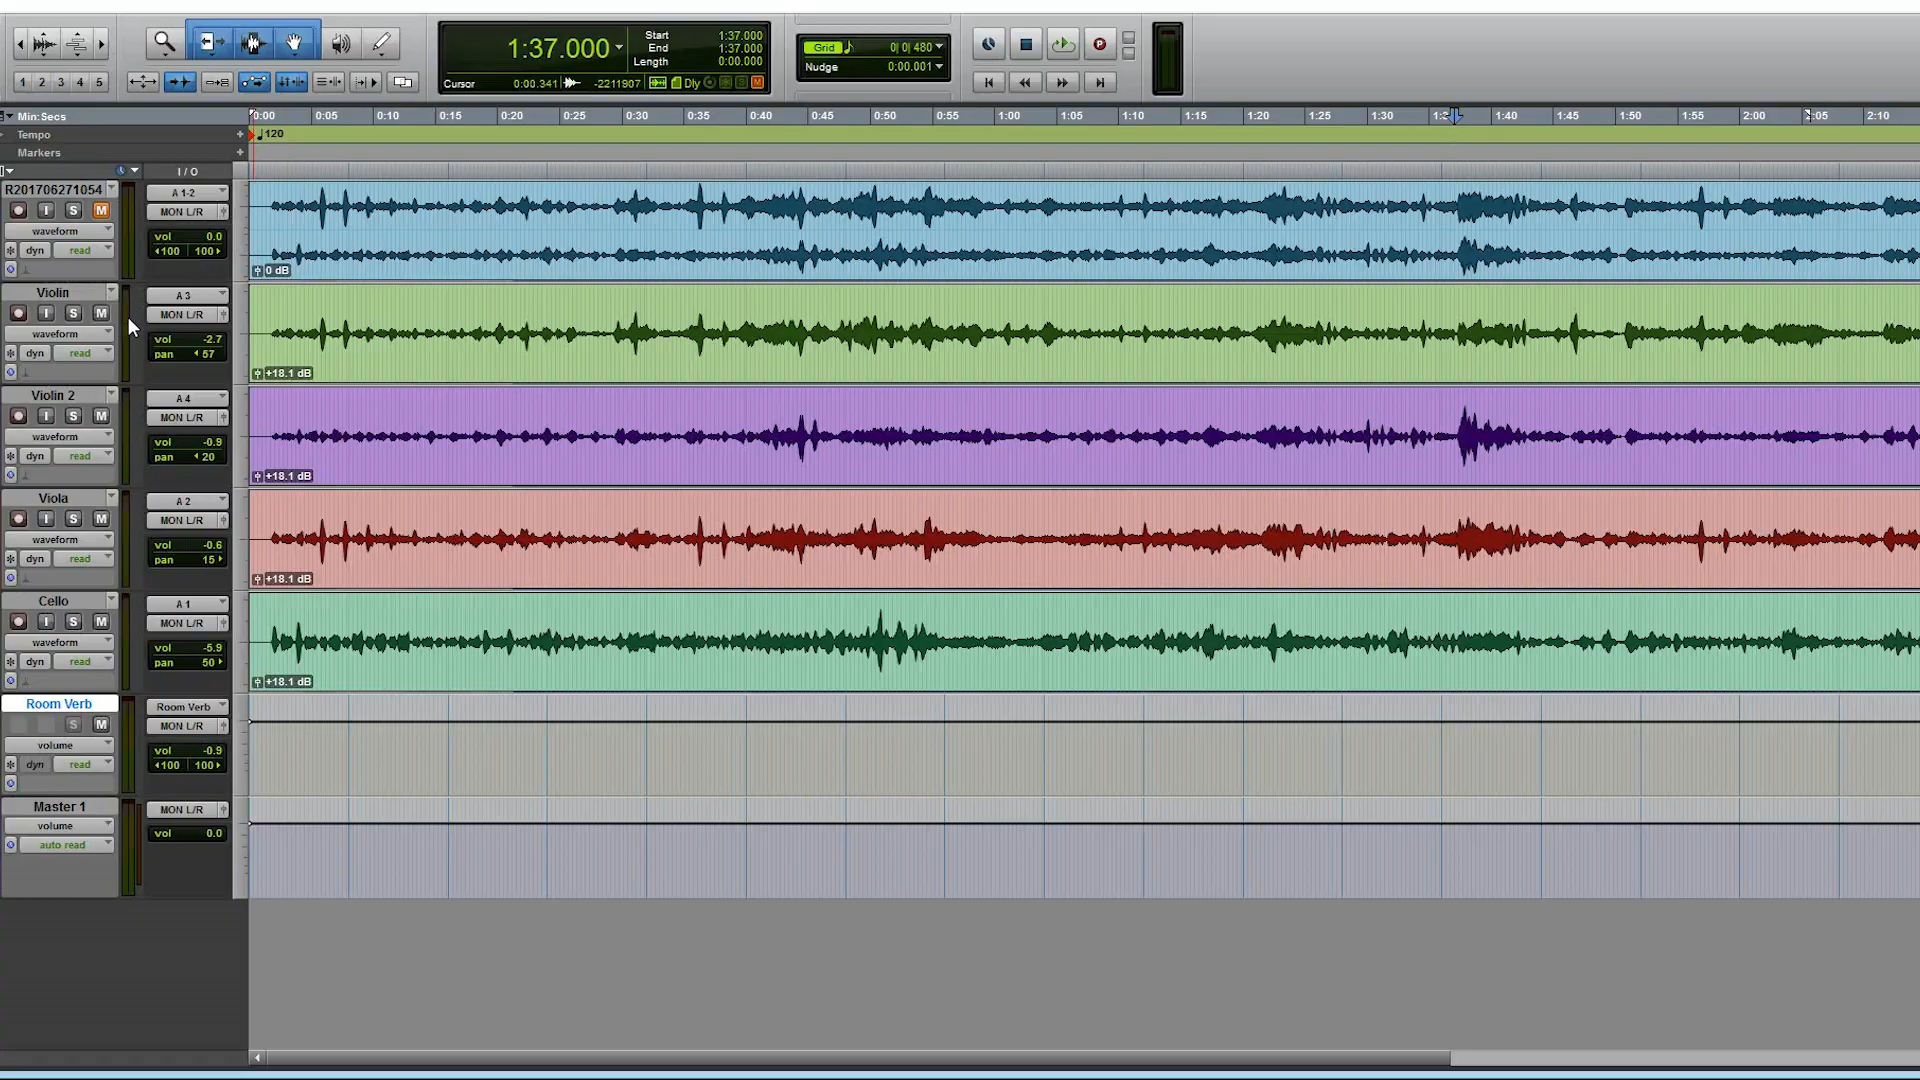 1:37.000
Start 1:37.000
End 1:37.000
Length 0:00.000
Cursor 0:00.341 -2211907 Dly
Grid 0| 0| 480
Nudge 0:00.001
1 2 3 4 5
Min:Secs 0:00 0:05 0:10 0:15 0:20 0:25 0:30 0:35 0:40 0:45 0:50 0:55 1:00 1:05 1:10 1:15 1:20 1:25 1:30 1:40 1:45 1:50 1:55 2:00 2:10
Tempo 120
Markers
I / O
R201706271054 A 1-2
I S M MON L/R
waveform vol 0.0
dyn read 100 100
0 dB
Violin A 3
I S M MON L/R
waveform vol -2.7
dyn read pan 57
+18.1 dB
Violin 2 A 4
I S M MON L/R
waveform vol -0.9
dyn read pan 20
+18.1 dB
Viola A 2
I S M MON L/R
waveform vol -0.6
dyn read pan 15
+18.1 dB
Cello A 1
I S M MON L/R
waveform vol -5.9
dyn read pan 50
+18.1 dB
Room Verb Room Verb
S M MON L/R
volume vol -0.9
dyn read 100 100
Master 1 MON L/R
volume vol 0.0
auto read